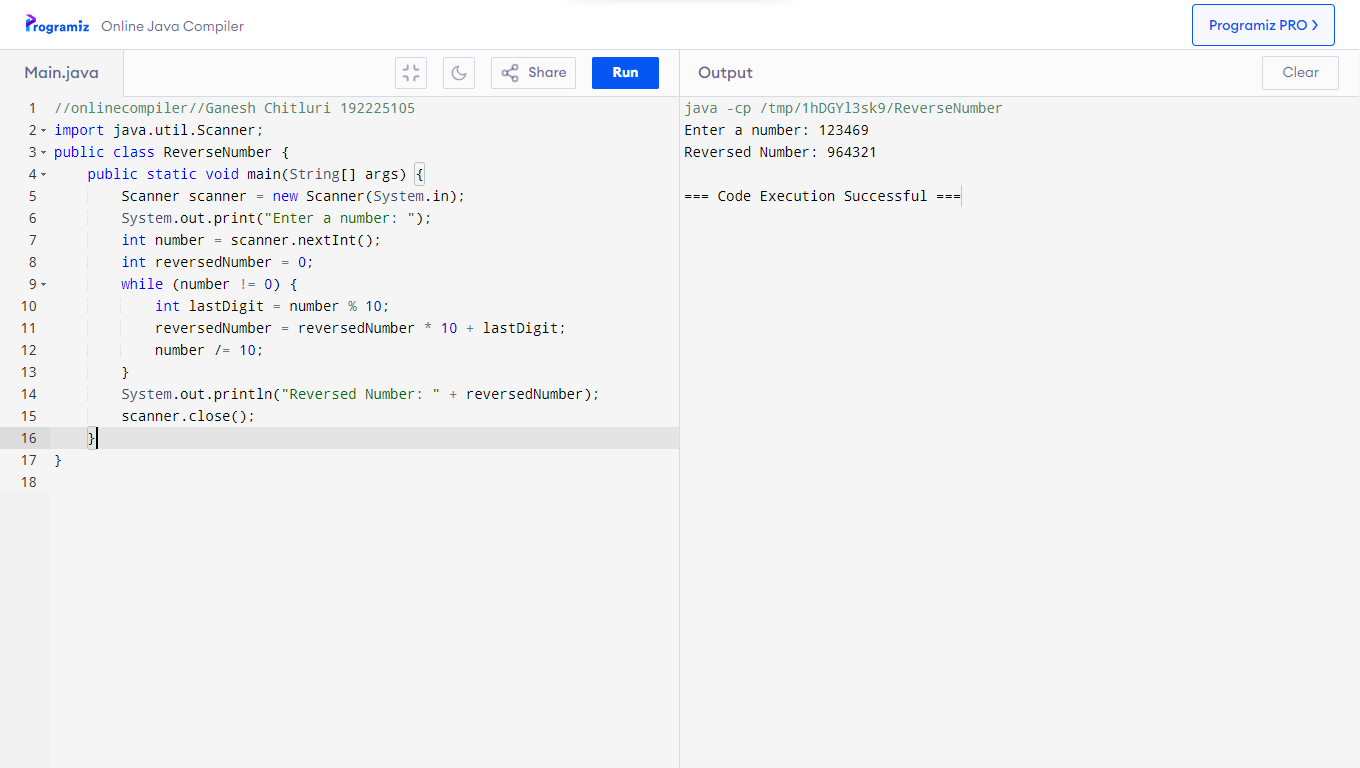 Programiz Online Java Compiler
Programiz PRO >
Main.java
Share
Run
Output
Clear
1 //onlinecompiler//Ganesh Chitluri 192225105
2 import java.util.Scanner;
3 public class ReverseNumber {
4     public static void main(String[] args) {
5         Scanner scanner = new Scanner(System.in);
6         System.out.print("Enter a number: ");
7         int number = scanner.nextInt();
8         int reversedNumber = 0;
9         while (number != 0) {
10             int lastDigit = number % 10;
11             reversedNumber = reversedNumber * 10 + lastDigit;
12             number /= 10;
13         }
14         System.out.println("Reversed Number: " + reversedNumber);
15         scanner.close();
16     }
17 }
18
java -cp /tmp/1hDGYl3sk9/ReverseNumber
Enter a number: 123469
Reversed Number: 964321
=== Code Execution Successful ===